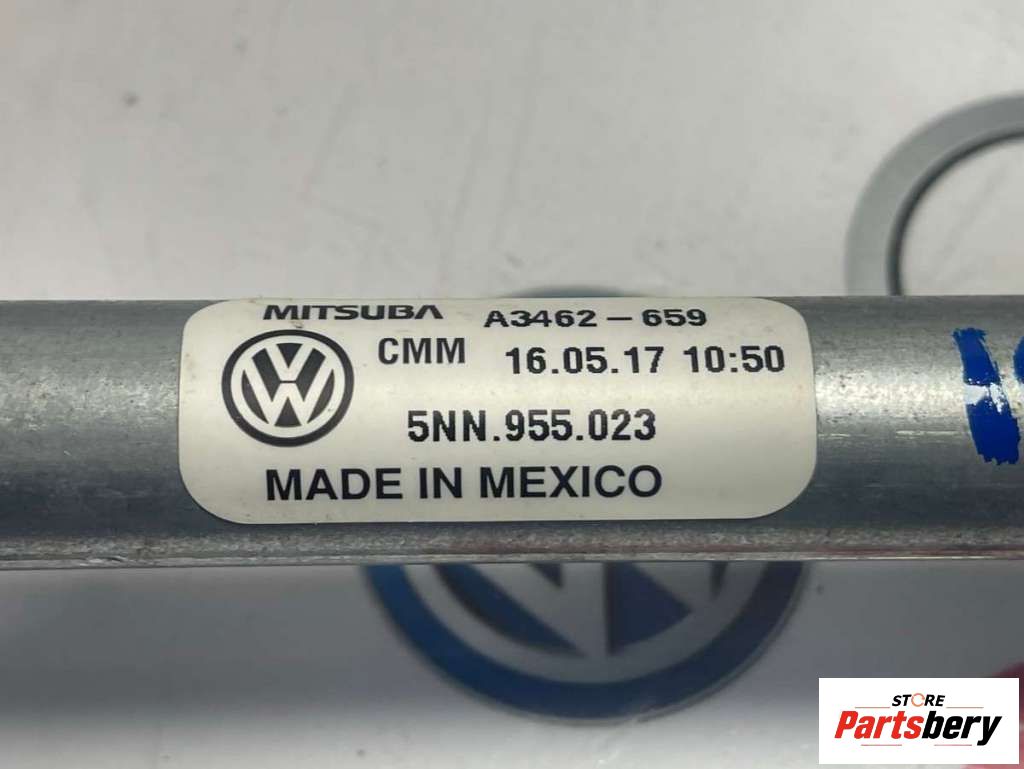 MITSUBA A3462-659
CMM 16.05.17 10:50
5NN.955.023
MADE IN MEXICO
STORE
Partsbery